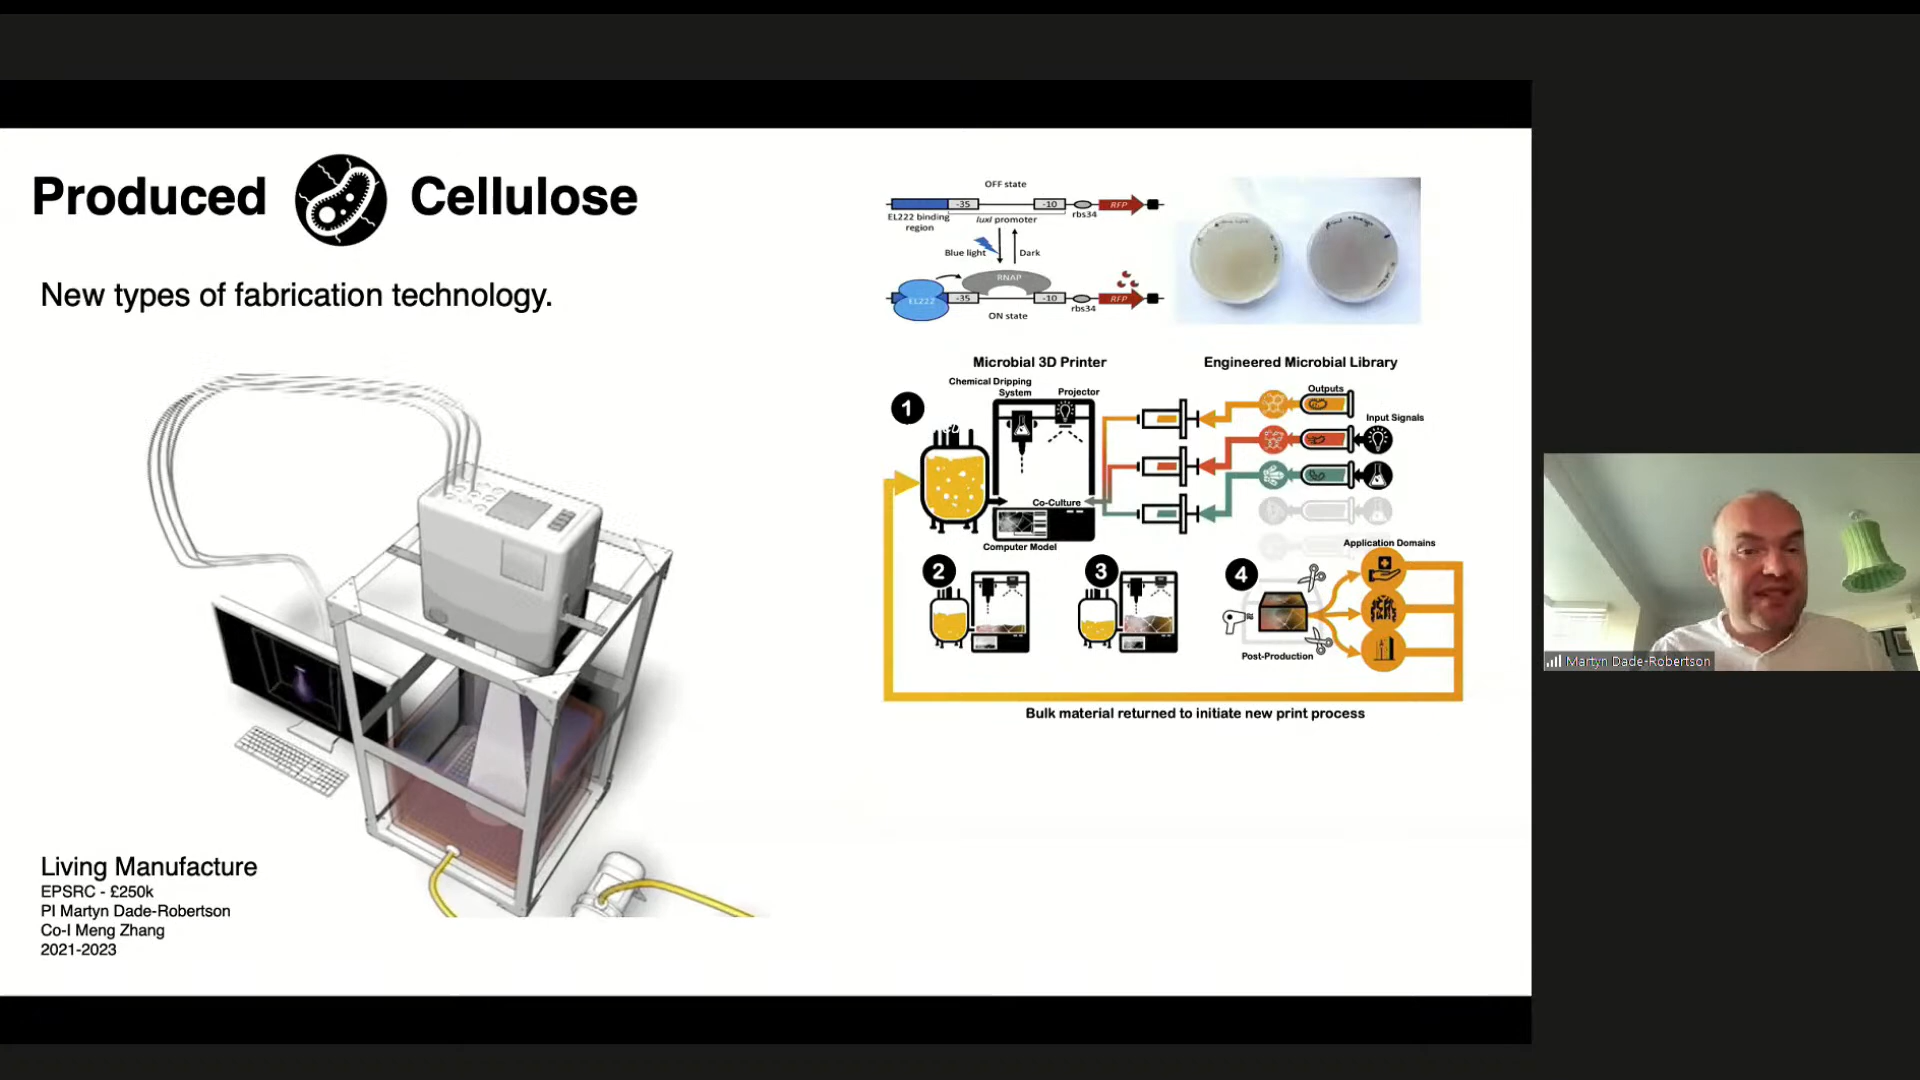 Produced Cellulose
New types of fabrication technology.
OFF state
-35
-10
RFP
EL222 binding
region
luxI promoter
rbs34
Blue light
Dark
RNAP
EL222
-35
-10
RFP
rbs34
ON state
Microbial 3D Printer
Engineered Microbial Library
Chemical Dripping
System
Projector
Outputs
Input Signals
1
Co-Culture
Computer Model
Application Domains
2
3
4
Post-Production
Bulk material returned to initiate new print process
Living Manufacture
EPSRC - £250k
PI Martyn Dade-Robertson
Co-I Meng Zhang
2021-2023
Martyn Dade-Robertson